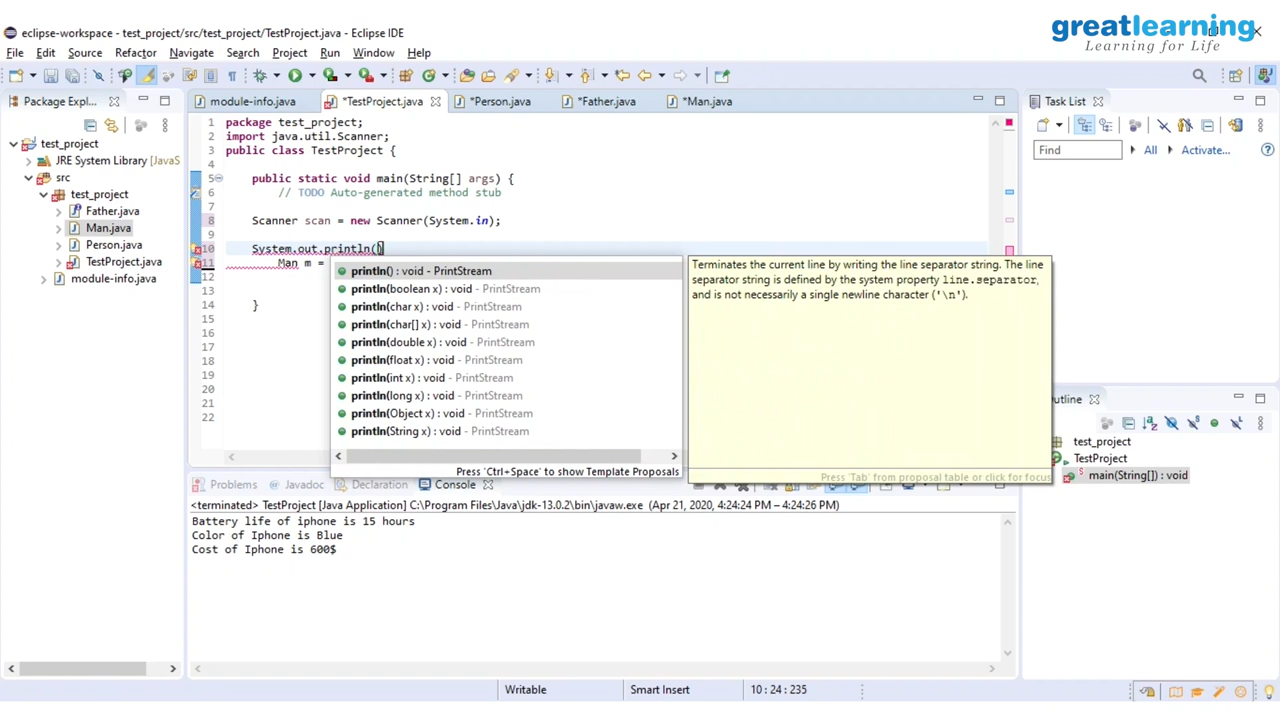 eclipse-workspace - test_project/src/test_project/TestProject.java - Eclipse IDE
greatlearning
Learning for Life
File Edit Source Refactor Navigate Search Project Run Window Help
Package Expl...
module-info.java
*TestProject.java
*Person.java
*Father.java
*Man.java
Task List
test_project
JRE System Library [JavaS
src
test_project
Father.java
Man.java
Person.java
TestProject.java
module-info.java
1 package test_project;
2 import java.util.Scanner;
3 public class TestProject {
4
5 public static void main(String[] args) {
6 // TODO Auto-generated method stub
8 Scanner scan = new Scanner(System.in);
9
10 System.out.println()
11 Man m =
12
13
14 }
15
16
17
18
19
20
21
22
println() : void - PrintStream
println(boolean x) : void - PrintStream
println(char x) : void - PrintStream
println(char[] x) : void - PrintStream
println(double x) : void - PrintStream
println(float x) : void - PrintStream
println(int x) : void - PrintStream
println(long x) : void - PrintStream
println(Object x) : void - PrintStream
println(String x) : void - PrintStream
Press 'Ctrl+Space' to show Template Proposals
Terminates the current line by writing the line separator string. The line
separator string is defined by the system property line.separator,
and is not necessarily a single newline character ('\n').
Press 'Tab' from proposal table or click for focus
Find
All
Activate...
Outline
test_project
TestProject
main(String[]) : void
Problems
Javadoc
Declaration
Console
<terminated> TestProject [Java Application] C:\Program Files\Java\jdk-13.0.2\bin\javaw.exe (Apr 21, 2020, 4:24:24 PM – 4:24:26 PM)
Battery life of iphone is 15 hours
Color of Iphone is Blue
Cost of Iphone is 600$
Writable
Smart Insert
10 : 24 : 235